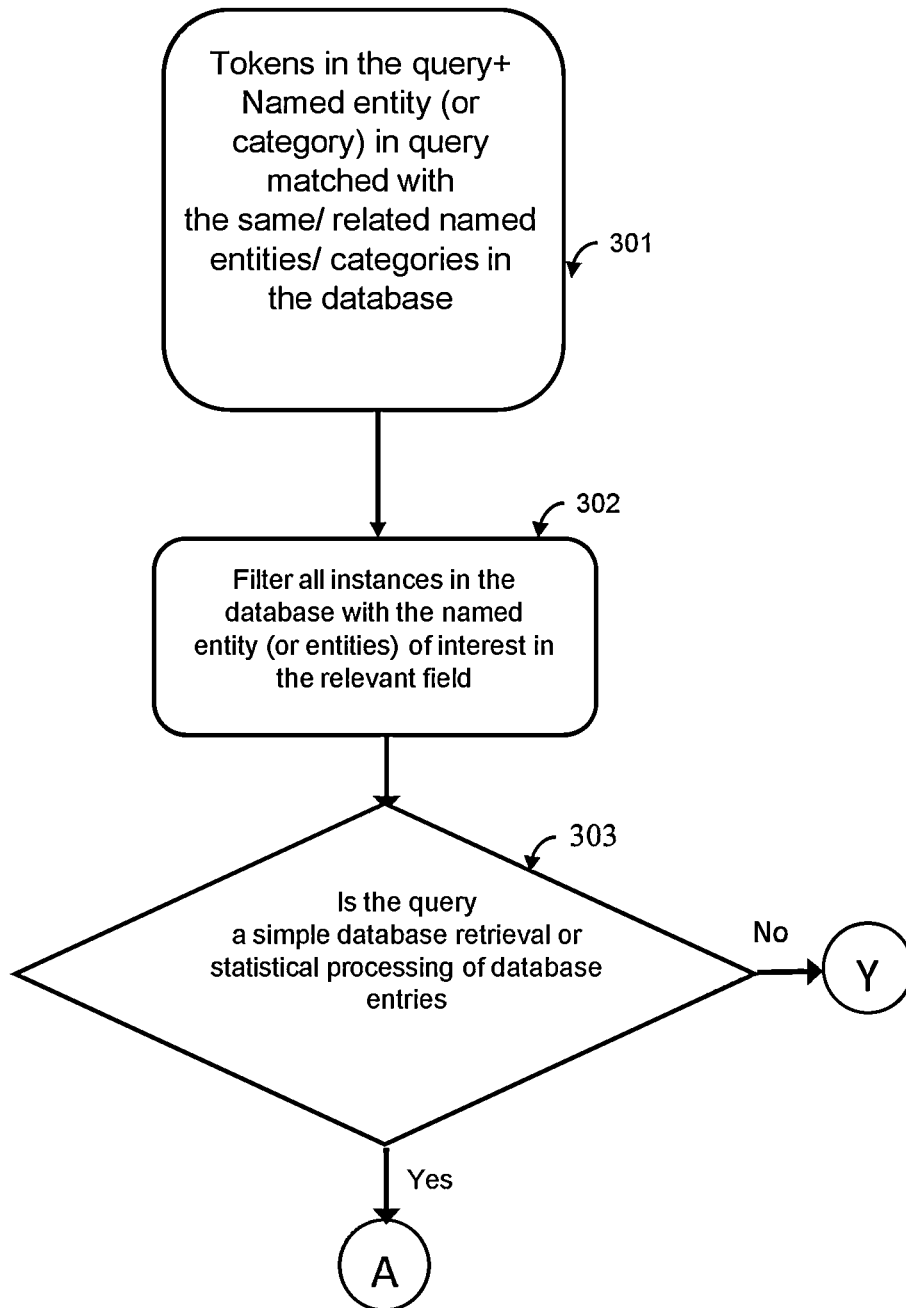 Tokens in the query+
Named entity (or
category) in query
matched with
the same/ related named
entities/ categories in
the database
301
302
Filter all instances in the
database with the named
entity (or entities) of interest in
the relevant field
303
Is the query
a simple database retrieval or
statistical processing of database
entries
No
Y
Yes
A